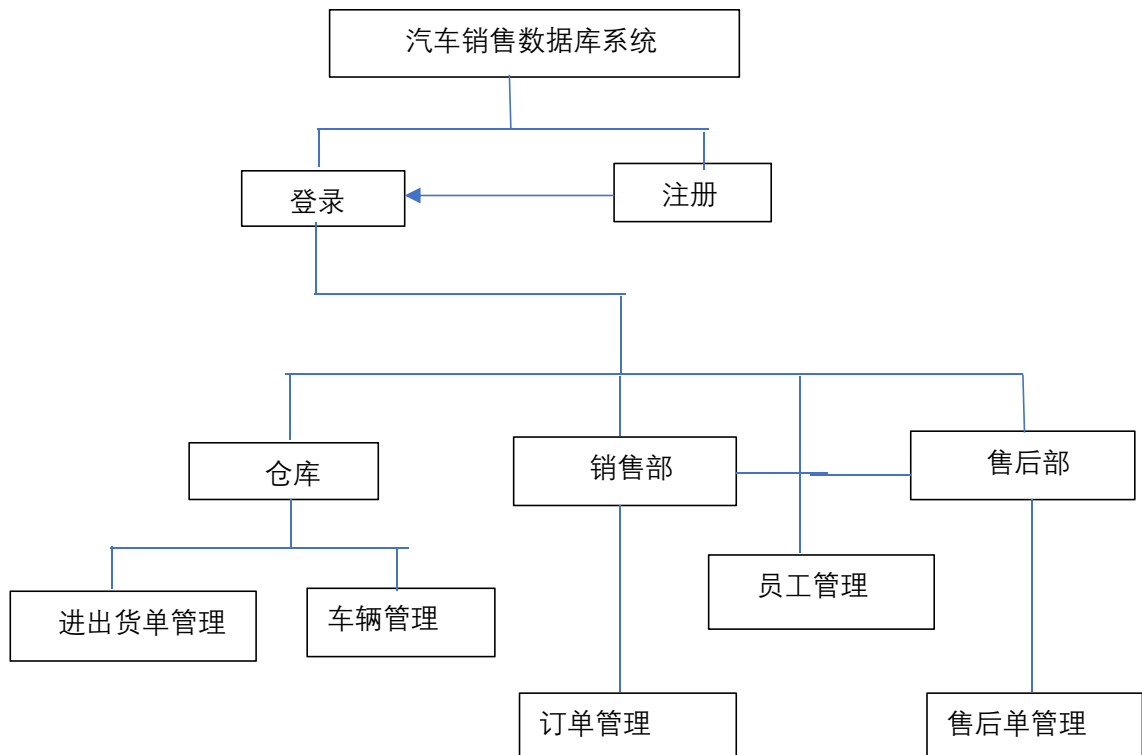 汽车销售数据库系统
登录
注册
仓库
销售部
售后部
进出货单管理
车辆管理
员工管理
订单管理
售后单管理